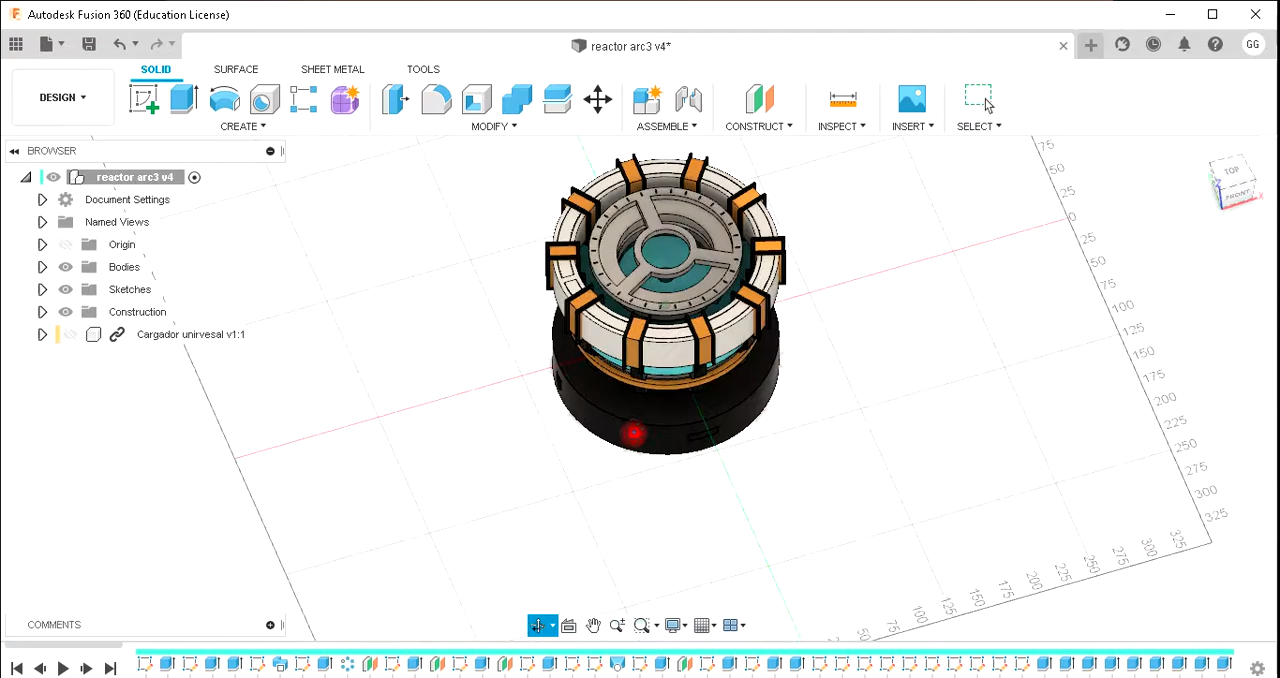 Autodesk Fusion 360 (Education License)
reactor arc3 v4*
GG
DESIGN
SOLID SURFACE SHEET METAL TOOLS
CREATE MODIFY ASSEMBLE CONSTRUCT INSPECT INSERT SELECT
BROWSER
reactor arc3 v4
Document Settings
Named Views
Origin
Bodies
Sketches
Construction
Cargador unirvesal v1:1
TOP
FRONT
75
50
25
0
25
50
75
100
125
150
175
200
225
250
275
300
325
325
300
275
250
225
200
175
150
125
100
75
50
COMMENTS